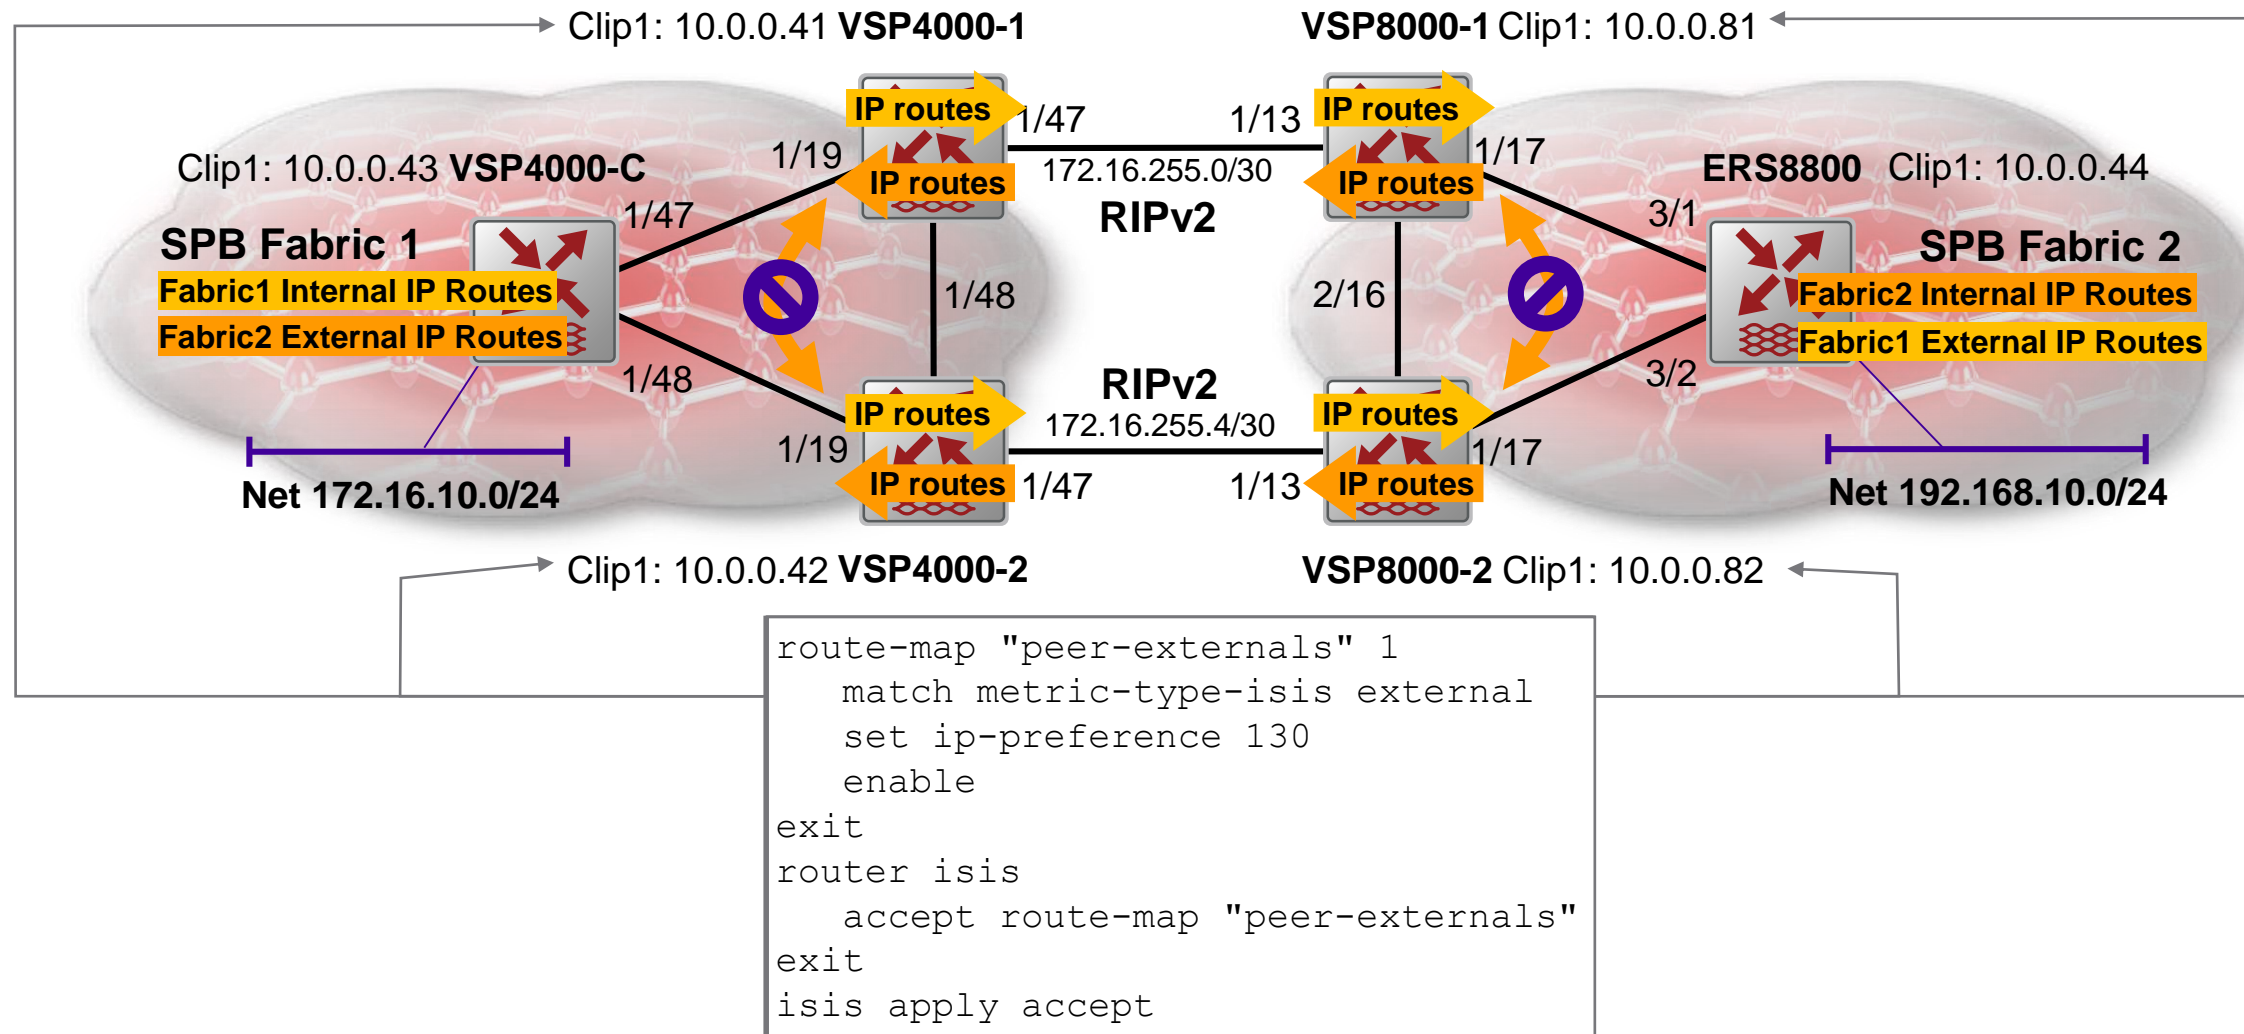 Clip1: 10.0.0.41 VSP4000-1
VSP8000-1 Clip1: 10.0.0.81
IP routes
1/47
1/13
IP routes
1/19
IP routes
172.16.255.0/30
IP routes
1/17
RIPv2
Clip1: 10.0.0.43 VSP4000-C
ERS8800 Clip1: 10.0.0.44
1/47
3/1
SPB Fabric 1
SPB Fabric 2
Fabric1 Internal IP Routes
Fabric2 External IP Routes
1/48
2/16
Fabric2 Internal IP Routes
Fabric1 External IP Routes
1/48
3/2
RIPv2
IP routes
172.16.255.4/30
IP routes
1/19
1/17
IP routes
1/47
1/13
IP routes
Net 172.16.10.0/24
Net 192.168.10.0/24
Clip1: 10.0.0.42 VSP4000-2
VSP8000-2 Clip1: 10.0.0.82
route-map "peer-externals" 1
match metric-type-isis external
set ip-preference 130
enable
exit
router isis
accept route-map "peer-externals"
exit
isis apply accept